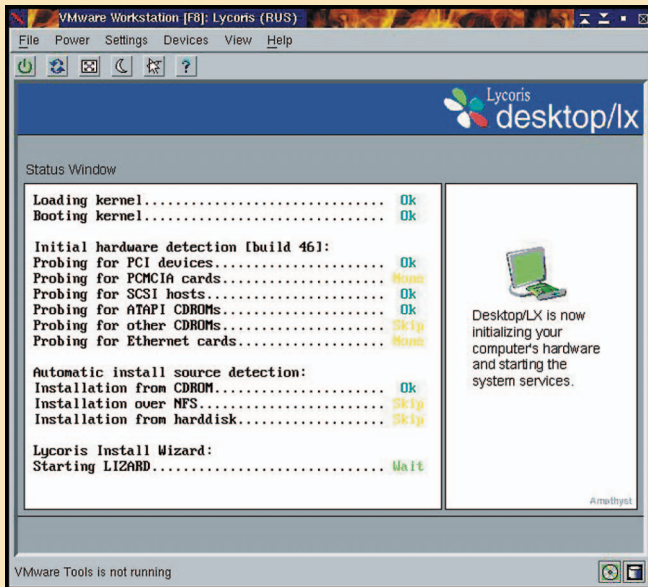 VMware Workstation [F8]: Lycoris (RUS)
File Power Settings Devices View Help
?
Lycoris
desktop/lx
Status Window
Loading kernel................................ Ok
Booting kernel................................ Ok
Initial hardware detection [build 46]:
Probing for PCI devices....................... Ok
Probing for PCMCIA cards...................... None
Probing for SCSI hosts........................ Ok
Probing for ATAPI CDROMs...................... Ok
Probing for other CDROMs...................... Skip
Probing for Ethernet cards.................... None
Automatic install source detection:
Installation from CDROM....................... Ok
Installation over NFS......................... Skip
Installation from harddisk.................... Skip
Lycoris Install Wizard:
Starting LIZARD............................... Wait
Desktop/LX is now
initializing your
computer's hardware
and starting the
system services.
Amethyst
VMware Tools is not running